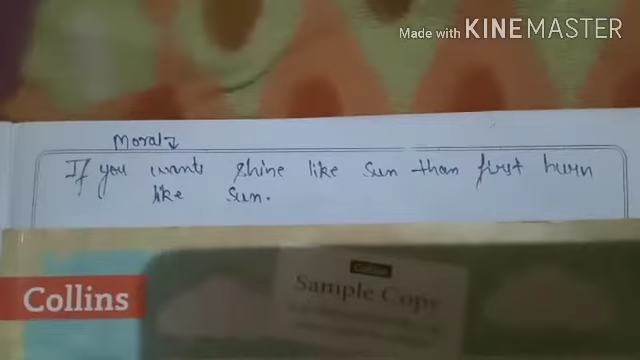 Made with KINEMASTER
Moral
If you wants shine like sun than first burn
like sun.
Collins
Collins
Sample Copy